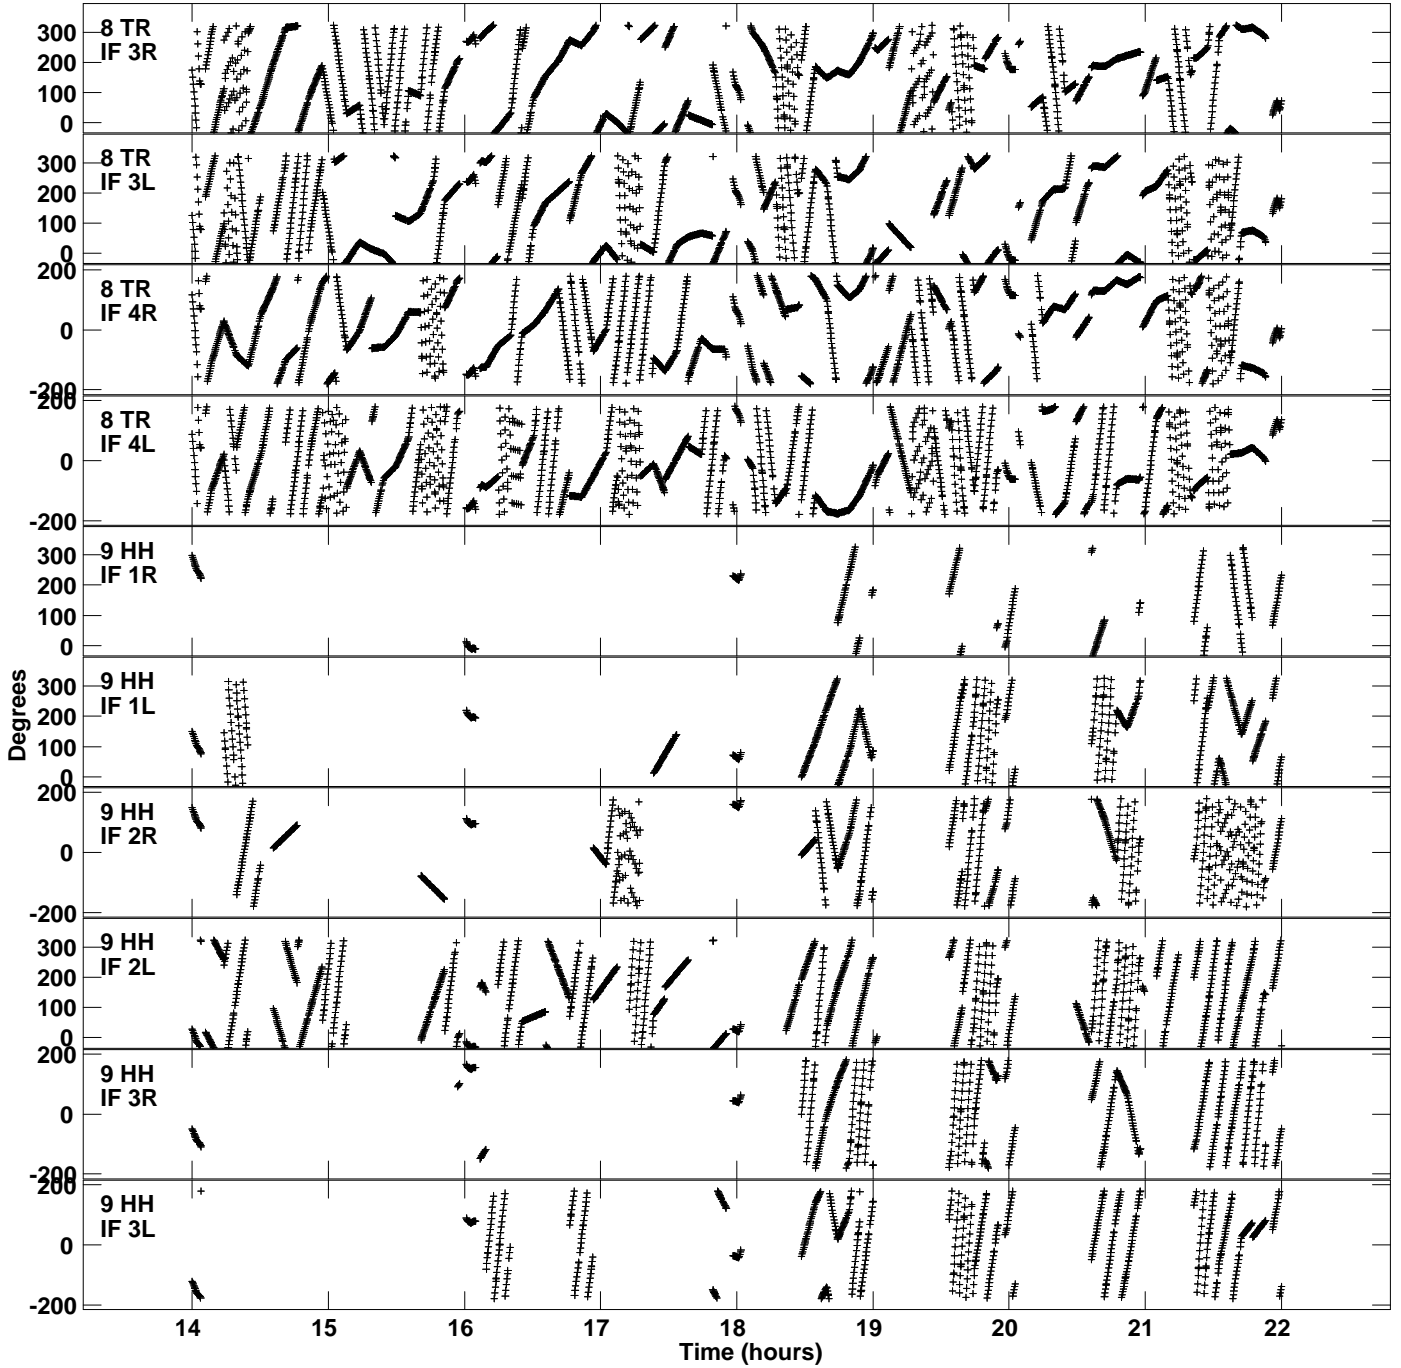 300
200
100
0
8 TR
IF 3R
300
200
100
0
8 TR
IF 3L
200
0
-200
8 TR
IF 4R
200
0
-200
8 TR
IF 4L
300
200
100
0
9 HH
IF 1R
300
200
100
0
9 HH
IF 1L
200
0
-200
9 HH
IF 2R
300
200
100
0
9 HH
IF 2L
200
0
-200
9 HH
IF 3R
200
0
-200
9 HH
IF 3L
Degrees
14 15 16 17 18 19 20 21 22
Time (hours)